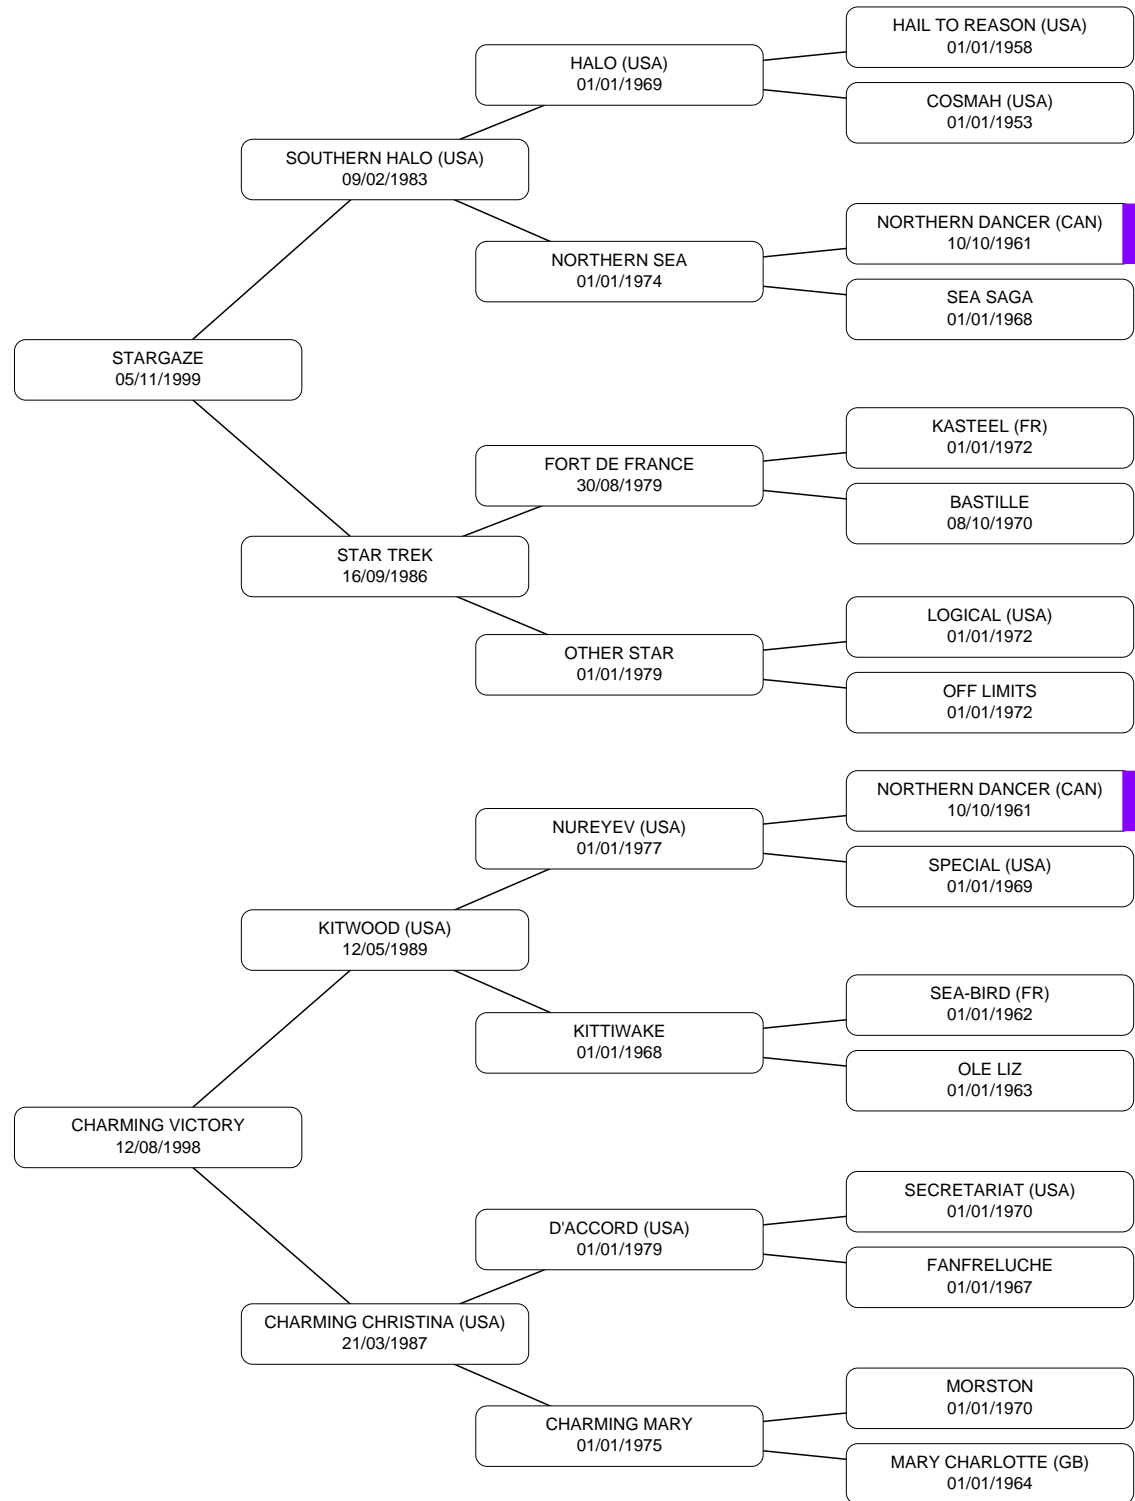 HAIL TO REASON (USA)
01/01/1958
HALO (USA)
01/01/1969
COSMAH (USA)
01/01/1953
SOUTHERN HALO (USA)
09/02/1983
NORTHERN DANCER (CAN)
10/10/1961
NORTHERN SEA
01/01/1974
SEA SAGA
01/01/1968
STARGAZE
05/11/1999
KASTEEL (FR)
01/01/1972
FORT DE FRANCE
30/08/1979
BASTILLE
08/10/1970
STAR TREK
16/09/1986
LOGICAL (USA)
01/01/1972
OTHER STAR
01/01/1979
OFF LIMITS
01/01/1972
NORTHERN DANCER (CAN)
10/10/1961
NUREYEV (USA)
01/01/1977
SPECIAL (USA)
01/01/1969
KITWOOD (USA)
12/05/1989
SEA-BIRD (FR)
01/01/1962
KITTIWAKE
01/01/1968
OLE LIZ
01/01/1963
CHARMING VICTORY
12/08/1998
SECRETARIAT (USA)
01/01/1970
D'ACCORD (USA)
01/01/1979
FANFRELUCHE
01/01/1967
CHARMING CHRISTINA (USA)
21/03/1987
MORSTON
01/01/1970
CHARMING MARY
01/01/1975
MARY CHARLOTTE (GB)
01/01/1964